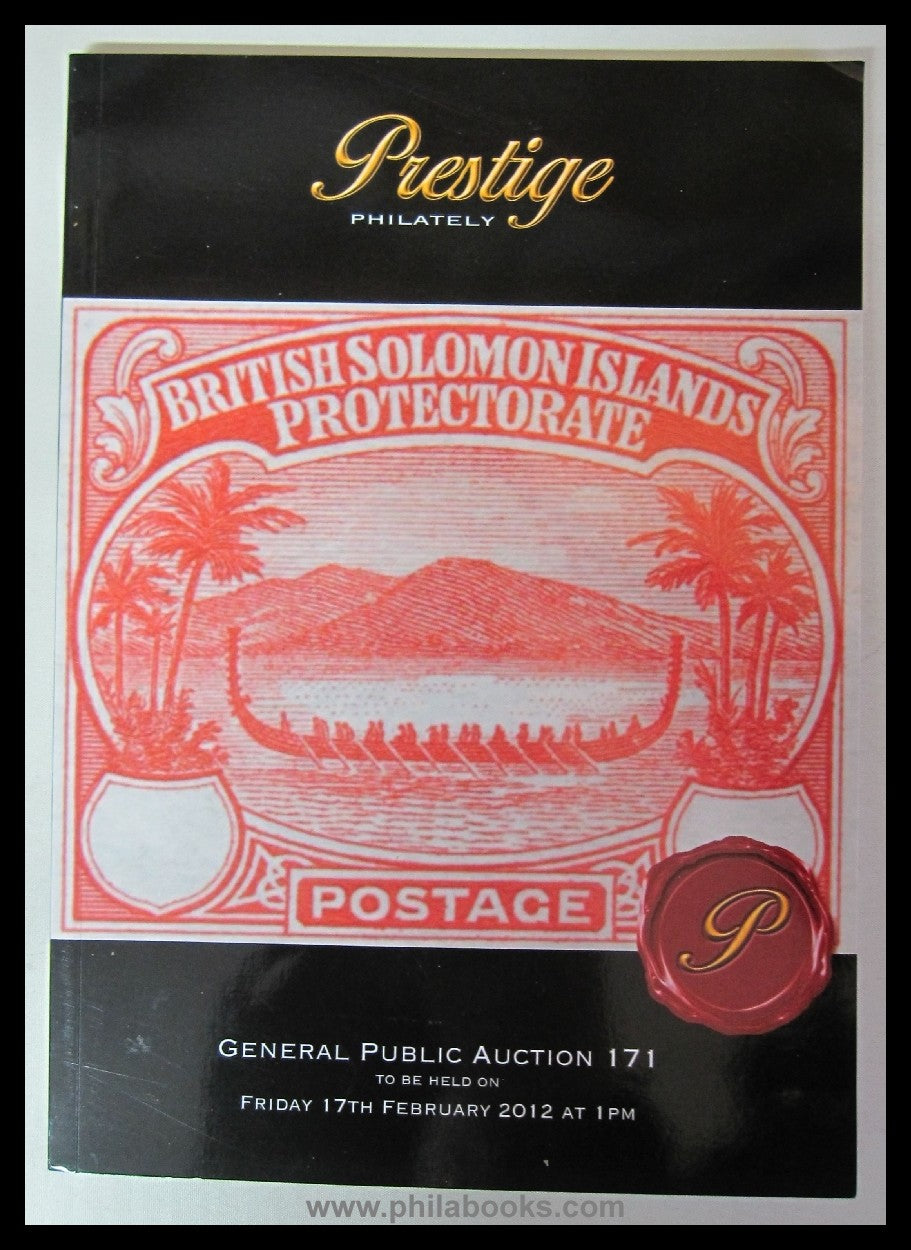 Prestige
PHILATELY
BRITISH SOLOMON ISLANDS
PROTECTORATE
POSTAGE
P
GENERAL PUBLIC AUCTION 171
TO BE HELD ON
FRIDAY 17TH FEBRUARY 2012 AT 1PM
www.philabooks.com